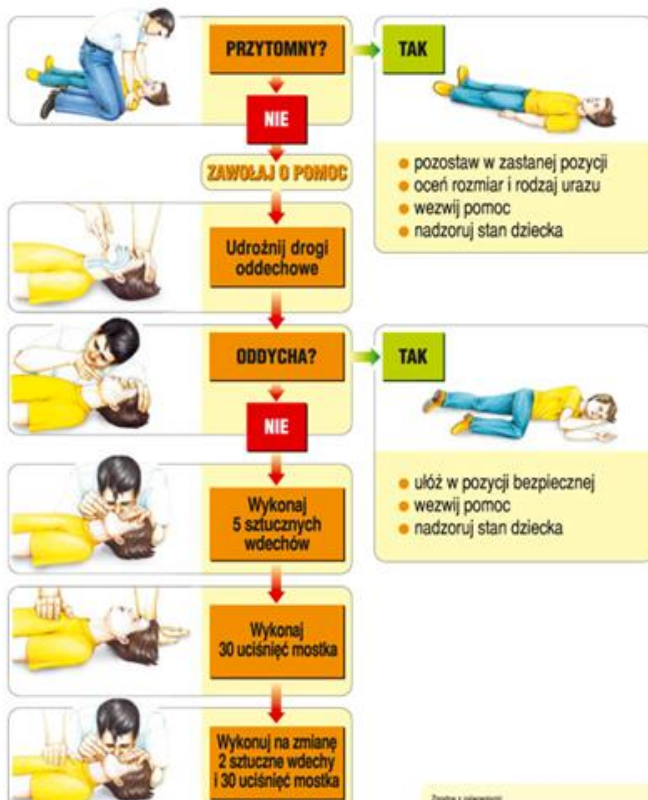 PRZYTOMNY?
TAK
NIE
ZAWOŁAJ O POMOC
• pozostaw w zastanej pozycji
• oceń rozmiar i rodzaj urazu
• wezwij pomoc
• nadzoruj stan dziecka
Udrożnij drogi
oddechowe
ODDYCHA?
TAK
NIE
• ułóż w pozycji bezpiecznej
• wezwij pomoc
• nadzoruj stan dziecka
Wykonaj
5 sztucznych
wdechów
Wykonaj
30 uciśnięć mostka
Wykonuj na zmianę
2 sztuczne wdechy
i 30 uciśnięć mostka